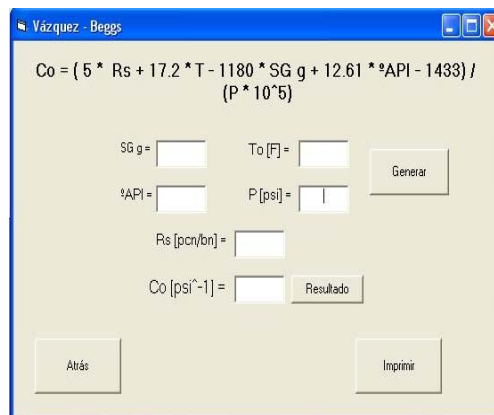 Vázquez - Beggs
Co = ( 5 * Rs + 17.2 * T - 1180 * SG g + 12.61 * ºAPI - 1433) /
(P * 10^5)
SG g =
To [F] =
Generar
ºAPI =
P [psi] =
Rs [pcn/bn] =
Co [psi^-1] =
Resultado
Atrás
Imprimir